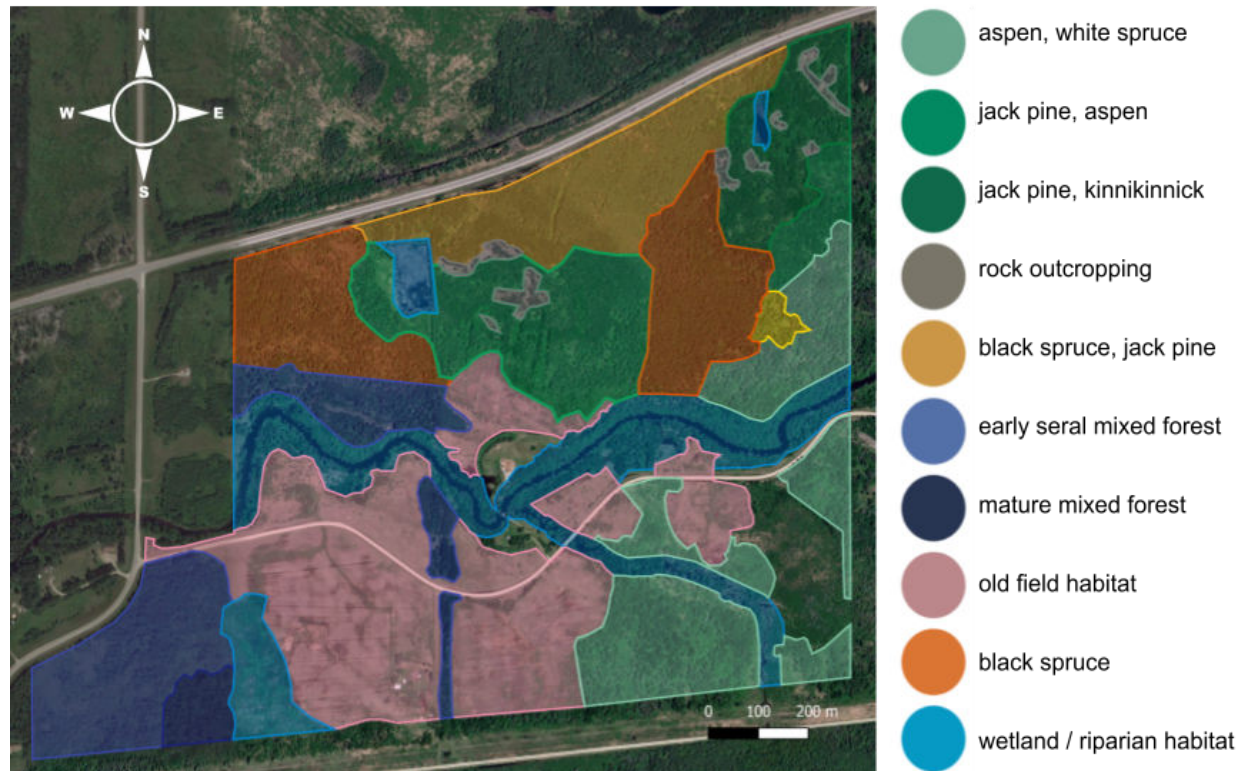 N
W E
S
0 100 200 m
aspen, white spruce
jack pine, aspen
jack pine, kinnikinnick
rock outcropping
black spruce, jack pine
early seral mixed forest
mature mixed forest
old field habitat
black spruce
wetland / riparian habitat